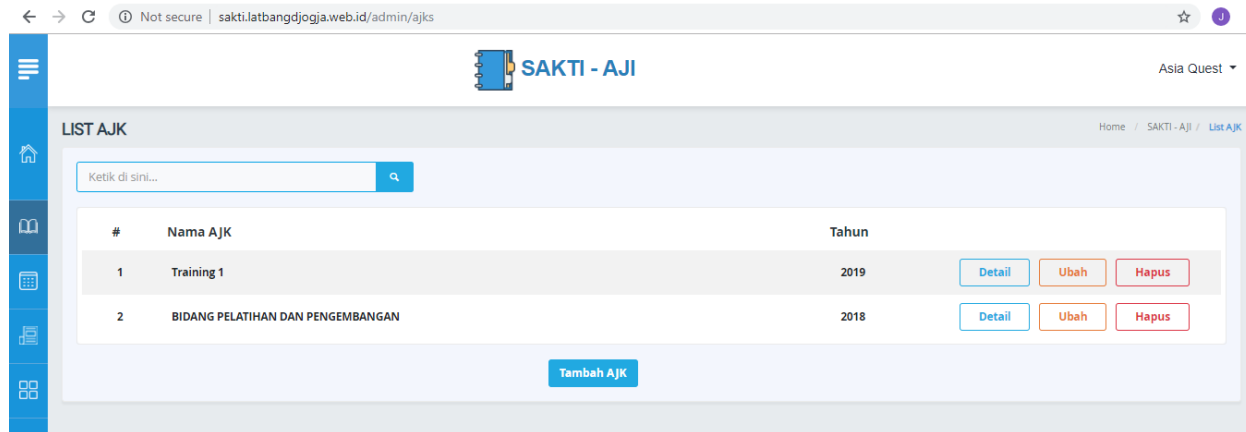 Not secure | sakti.latbangdjogja.web.id/admin/ajks
J
SAKTI - AJI
Asia Quest
LIST AJK
Home / SAKTI - AJI / List AJK
Ketik di sini...
# Nama AJK Tahun
1 Training 1 2019 Detail Ubah Hapus
2 BIDANG PELATIHAN DAN PENGEMBANGAN 2018 Detail Ubah Hapus
Tambah AJK